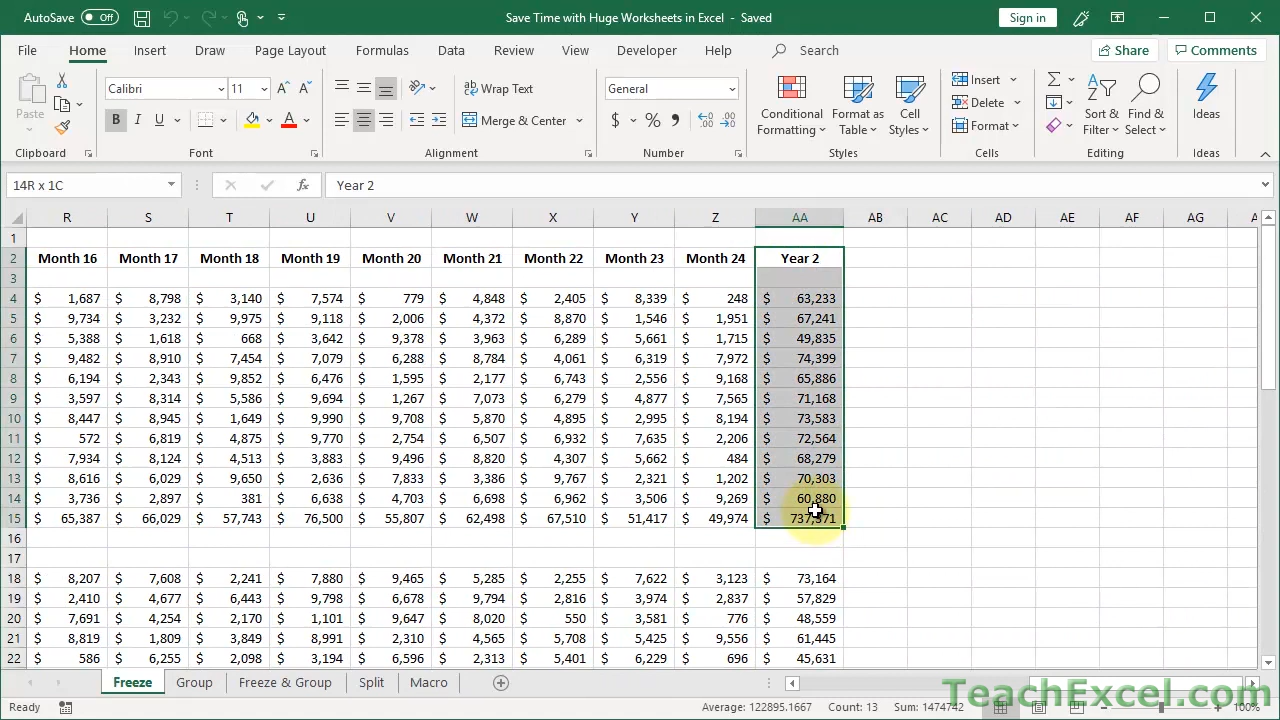 AutoSave Off Save Time with Huge Worksheets in Excel - Saved Sign in
File Home Insert Draw Page Layout Formulas Data Review View Developer Help Search Share Comments
Paste Calibri 11 Wrap Text General Conditional Formatting Format as Table Cell Styles Insert Sort & Filter Find & Select Ideas
B I U Merge & Center $ % Delete
Format
Clipboard Font Alignment Number Styles Cells Editing Ideas
14R x 1C fx Year 2
R S T U V W X Y Z AA AB AC AD AE AF AG
1
2 Month 16 Month 17 Month 18 Month 19 Month 20 Month 21 Month 22 Month 23 Month 24 Year 2
3
4 $ 1,687 $ 8,798 $ 3,140 $ 7,574 $ 779 $ 4,848 $ 2,405 $ 8,339 $ 248 $ 63,233
5 $ 9,734 $ 3,232 $ 9,975 $ 9,118 $ 2,006 $ 4,372 $ 8,870 $ 1,546 $ 1,951 $ 67,241
6 $ 5,388 $ 1,618 $ 668 $ 3,642 $ 9,378 $ 3,963 $ 6,289 $ 5,661 $ 1,715 $ 49,835
7 $ 9,482 $ 8,910 $ 7,454 $ 7,079 $ 6,288 $ 8,784 $ 4,061 $ 6,319 $ 7,972 $ 74,399
8 $ 6,194 $ 2,343 $ 9,852 $ 6,476 $ 1,595 $ 2,177 $ 6,743 $ 2,556 $ 9,168 $ 65,886
9 $ 3,597 $ 8,314 $ 5,586 $ 9,694 $ 1,267 $ 7,073 $ 6,279 $ 4,877 $ 7,565 $ 71,168
10 $ 8,447 $ 8,945 $ 1,649 $ 9,990 $ 9,708 $ 5,870 $ 4,895 $ 2,995 $ 8,194 $ 73,583
11 $ 572 $ 6,819 $ 4,875 $ 9,770 $ 2,754 $ 6,507 $ 6,932 $ 7,635 $ 2,206 $ 72,564
12 $ 7,934 $ 8,124 $ 4,513 $ 3,883 $ 9,496 $ 8,820 $ 4,307 $ 5,662 $ 484 $ 68,279
13 $ 8,616 $ 6,029 $ 9,650 $ 2,636 $ 7,833 $ 3,386 $ 9,767 $ 2,321 $ 1,202 $ 70,303
14 $ 3,736 $ 2,897 $ 381 $ 6,638 $ 4,703 $ 6,698 $ 6,962 $ 3,506 $ 9,269 $ 60,880
15 $ 65,387 $ 66,029 $ 57,743 $ 76,500 $ 55,807 $ 62,498 $ 67,510 $ 51,417 $ 49,974 $ 737,371
16
17
18 $ 8,207 $ 7,608 $ 2,241 $ 7,880 $ 9,465 $ 5,285 $ 2,255 $ 7,622 $ 3,123 $ 73,164
19 $ 2,410 $ 4,677 $ 6,443 $ 9,798 $ 6,678 $ 9,794 $ 2,816 $ 3,974 $ 2,837 $ 57,829
20 $ 7,691 $ 4,254 $ 2,170 $ 1,101 $ 9,647 $ 8,020 $ 550 $ 3,581 $ 776 $ 48,559
21 $ 8,819 $ 1,809 $ 3,849 $ 8,991 $ 2,310 $ 4,565 $ 5,708 $ 5,425 $ 9,556 $ 61,445
22 $ 586 $ 6,255 $ 2,098 $ 3,194 $ 6,596 $ 2,313 $ 5,401 $ 6,229 $ 696 $ 45,631
Freeze Group Freeze & Group Split Macro
Ready Average: 122895.1667 Count: 13 Sum: 1474742 100%
TeachExcel.com